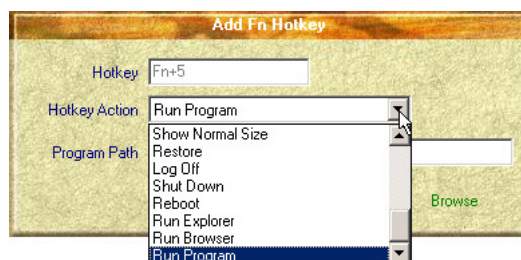 Add Fn Hotkey
Hotkey Fn+5
Hotkey Action Run Program
Show Normal Size
Program Path Restore
Log Off
Shut Down
Reboot Browse
Run Explorer
Run Browser
Run Program